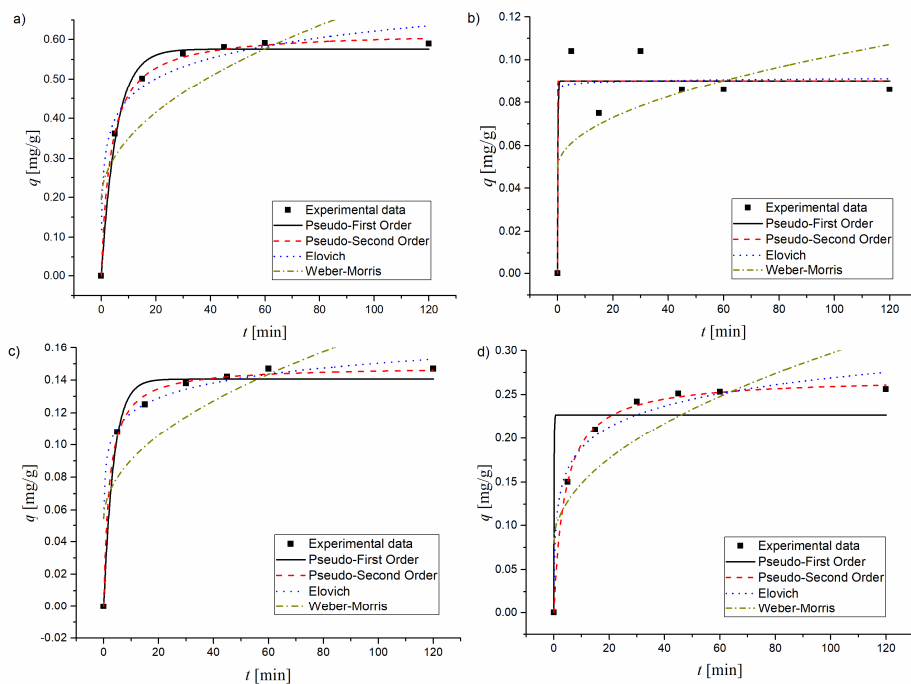 a)
0.60
0.50
0.40
0.30
0.20
0.10
0.00
q [mg/g]
Experimental data
Pseudo-First Order
Pseudo-Second Order
Elovich
Weber-Morris
0 20 40 60 80 100 120
t [min]
b)
0.12
0.10
0.08
0.06
0.04
0.02
0.00
q [mg/g]
Experimental data
Pseudo-First Order
Pseudo-Second Order
Elovich
Weber-Morris
0 20 40 60 80 100 120
t [min]
c)
0.16
0.14
0.12
0.10
0.08
0.06
0.04
0.02
0.00
-0.02
q [mg/g]
Experimental data
Pseudo-First Order
Pseudo-Second Order
Elovich
Weber-Morris
0 20 40 60 80 100 120
t [min]
d)
0.30
0.25
0.20
0.15
0.10
0.05
0.00
q [mg/g]
Experimental data
Pseudo-First Order
Pseudo-Second Order
Elovich
Weber-Morris
0 20 40 60 80 100 120
t [min]